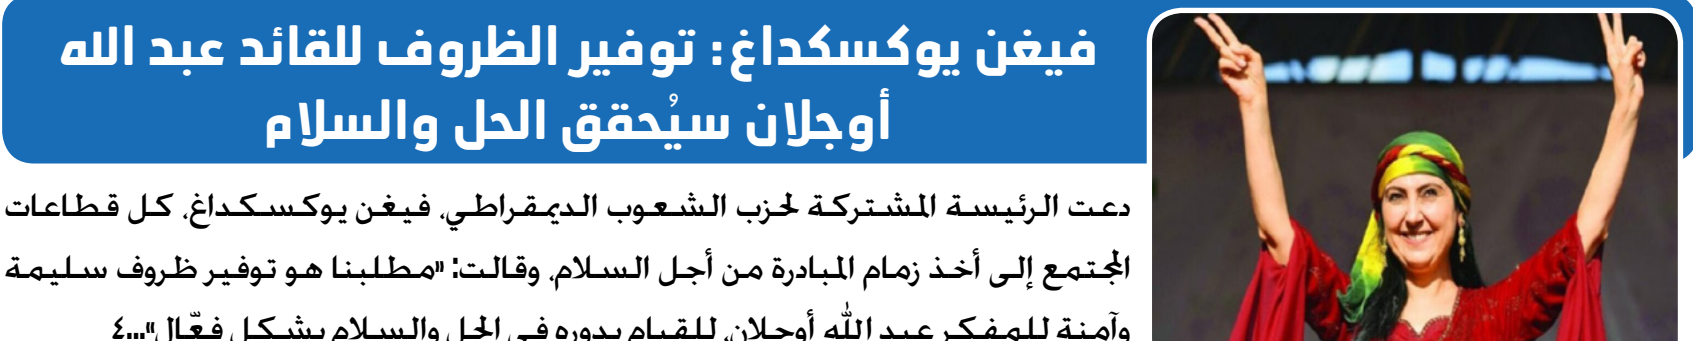 فيغن يوكسكداغ: توفير الظروف للقائد عبد الله
أوجلان سيُحقق الحل والسلام
دعت الرئيسة المشتركة لحزب الشعوب الديمقراطي، فيغن يوكسكداغ، كل قطاعات
المجتمع إلى أخذ زمام المبادرة من أجل السلام، وقالت: «مطلبنا هو توفير ظروف سليمة
وآمنة للمفكر عبد الله أوجلان، للقيام بدوره في الحل والسلام بشكل فعّال»...٤